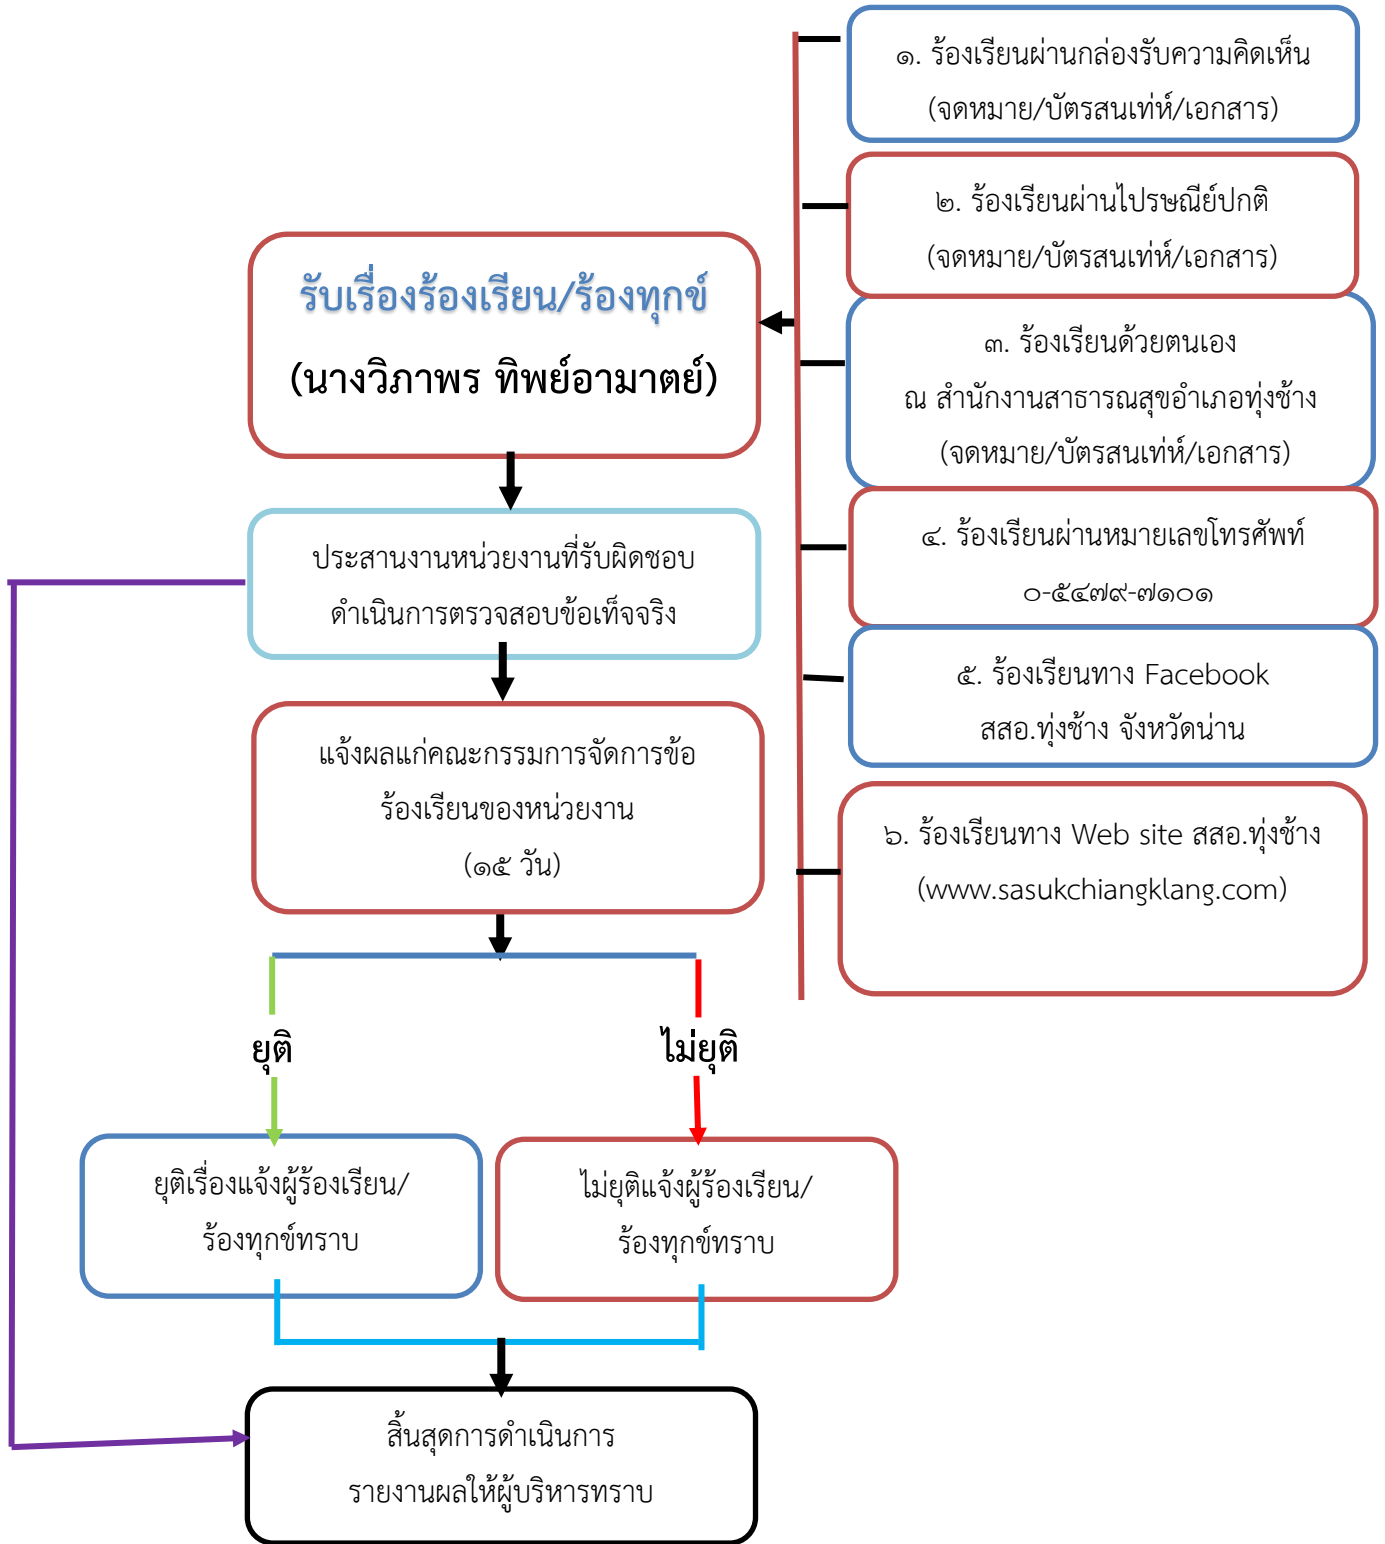 ๑. ร้องเรียนผ่านกล่องรับความคิดเห็น
(จดหมาย/บัตรสนเท่ห์/เอกสาร)
๒. ร้องเรียนผ่านไปรษณีย์ปกติ
(จดหมาย/บัตรสนเท่ห์/เอกสาร)
๓. ร้องเรียนด้วยตนเอง
ณ สำนักงานสาธารณสุขอำเภอทุ่งช้าง
(จดหมาย/บัตรสนเท่ห์/เอกสาร)
๔. ร้องเรียนผ่านหมายเลขโทรศัพท์
๐-๕๔๗๙-๗๑๐๑
๕. ร้องเรียนทาง Facebook
สสอ.ทุ่งช้าง จังหวัดน่าน
๖. ร้องเรียนทาง Web site สสอ.ทุ่งช้าง
(www.sasukchiangklang.com)
รับเรื่องร้องเรียน/ร้องทุกข์
(นางวิภาพร ทิพย์อามาตย์)
ประสานงานหน่วยงานที่รับผิดชอบ
ดำเนินการตรวจสอบข้อเท็จจริง
แจ้งผลแก่คณะกรรมการจัดการข้อ
ร้องเรียนของหน่วยงาน
(๑๕ วัน)
ยุติ
ไม่ยุติ
ยุติเรื่องแจ้งผู้ร้องเรียน/
ร้องทุกข์ทราบ
ไม่ยุติแจ้งผู้ร้องเรียน/
ร้องทุกข์ทราบ
สิ้นสุดการดำเนินการ
รายงานผลให้ผู้บริหารทราบ